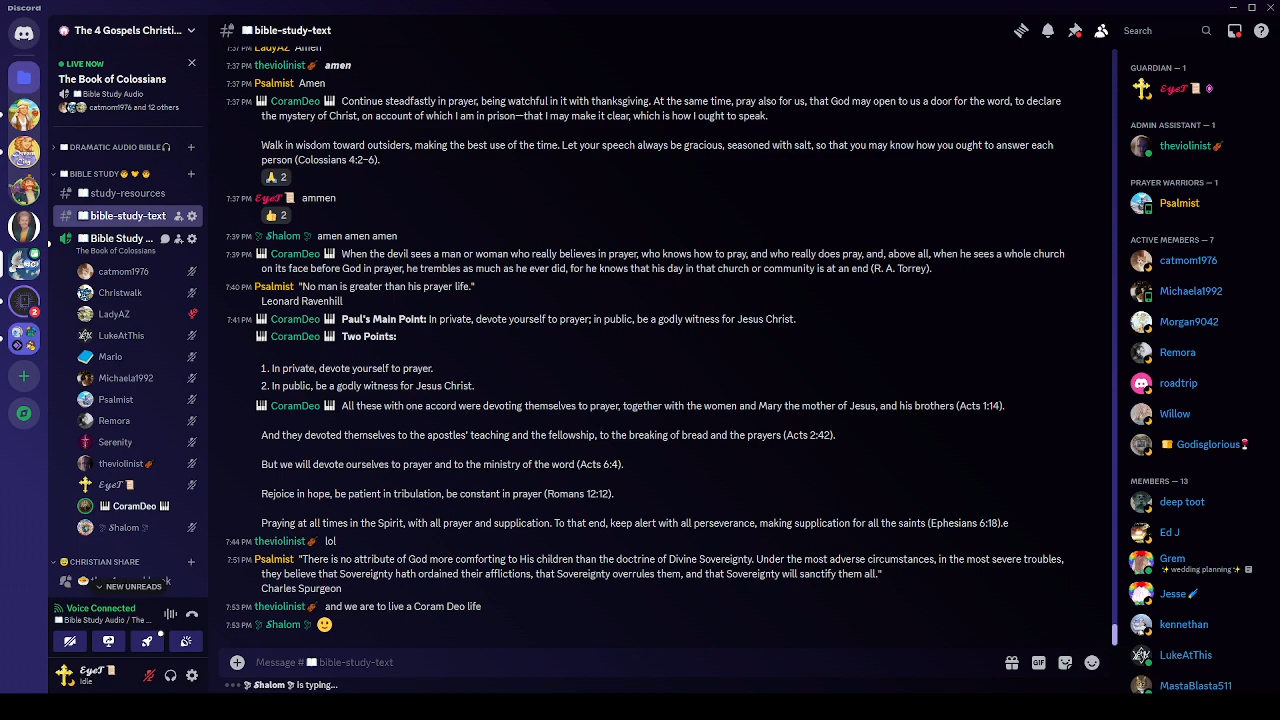 Discord
The 4 Gospels Christi...
bible-study-text
Search
LIVE NOW
The Book of Colossians
Bible Study Audio
catmom1976 and 12 others
DRAMATIC AUDIO BIBLE
BIBLE STUDY
study-resources
bible-study-text
Bible Study ...
The Book of Colossians
catmom1976
Christwalk
LadyAZ
LukeAtThis
Marlo
Michaela1992
Psalmist
Remora
Serenity
theviolinist
EyeT
CoramDeo
Shalom
CHRISTIAN SHARE
NEW UNREADS
Voice Connected
Bible Study Audio / The ...
EyeT
Idle
2
7:37 PM LadyAZ Amen
7:37 PM theviolinist amen
7:37 PM Psalmist Amen
7:37 PM CoramDeo Continue steadfastly in prayer, being watchful in it with thanksgiving. At the same time, pray also for us, that God may open to us a door for the word, to declare
the mystery of Christ, on account of which I am in prison—that I may make it clear, which is how I ought to speak.
Walk in wisdom toward outsiders, making the best use of the time. Let your speech always be gracious, seasoned with salt, so that you may know how you ought to answer each
person (Colossians 4:2–6).
2
7:37 PM EyeT ammen
2
7:39 PM Shalom amen amen amen
7:39 PM CoramDeo When the devil sees a man or woman who really believes in prayer, who knows how to pray, and who really does pray, and, above all, when he sees a whole church
on its face before God in prayer, he trembles as much as he ever did, for he knows that his day in that church or community is at an end (R. A. Torrey).
7:40 PM Psalmist "No man is greater than his prayer life."
Leonard Ravenhill
7:41 PM CoramDeo Paul's Main Point: In private, devote yourself to prayer; in public, be a godly witness for Jesus Christ.
CoramDeo Two Points:
1. In private, devote yourself to prayer.
2. In public, be a godly witness for Jesus Christ.
CoramDeo All these with one accord were devoting themselves to prayer, together with the women and Mary the mother of Jesus, and his brothers (Acts 1:14).
And they devoted themselves to the apostles' teaching and the fellowship, to the breaking of bread and the prayers (Acts 2:42).
But we will devote ourselves to prayer and to the ministry of the word (Acts 6:4).
Rejoice in hope, be patient in tribulation, be constant in prayer (Romans 12:12).
Praying at all times in the Spirit, with all prayer and supplication. To that end, keep alert with all perseverance, making supplication for all the saints (Ephesians 6:18).e
7:44 PM theviolinist lol
7:51 PM Psalmist "There is no attribute of God more comforting to His children than the doctrine of Divine Sovereignty. Under the most adverse circumstances, in the most severe troubles,
they believe that Sovereignty hath ordained their afflictions, that Sovereignty overrules them, and that Sovereignty will sanctify them all."
Charles Spurgeon
7:53 PM theviolinist and we are to live a Coram Deo life
7:53 PM Shalom
Message # bible-study-text
GIF
Shalom is typing...
GUARDIAN — 1
EyeT
ADMIN ASSISTANT — 1
theviolinist
PRAYER WARRIORS — 1
Psalmist
ACTIVE MEMBERS — 7
catmom1976
Michaela1992
Morgan9042
Remora
roadtrip
Willow
Godisglorious
MEMBERS — 13
deep toot
Ed J
Grem
wedding planning
Jesse
kennethan
LukeAtThis
MastaBlasta511